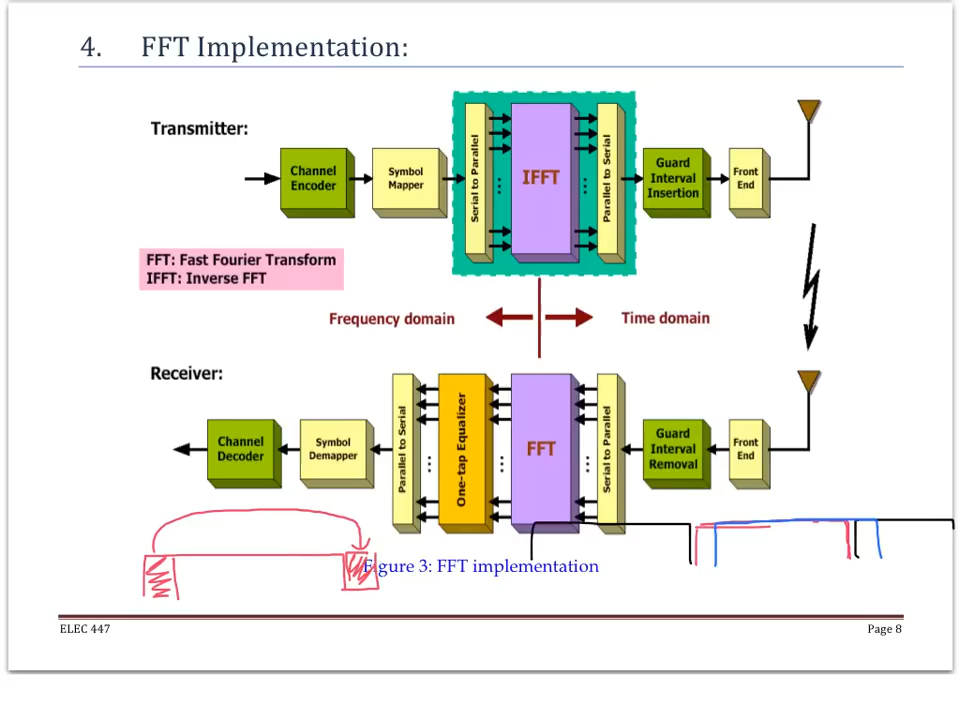 4. FFT Implementation:
Transmitter:
Channel Encoder
Symbol Mapper
Serial to Parallel
IFFT
Parallel to Serial
Guard Interval Insertion
Front End
FFT: Fast Fourier Transform
IFFT: Inverse FFT
Frequency domain
Time domain
Receiver:
Channel Decoder
Symbol Demapper
Parallel to Serial
One-tap Equalizer
FFT
Serial to Parallel
Guard Interval Removal
Front End
Figure 3: FFT implementation
ELEC 447
Page 8